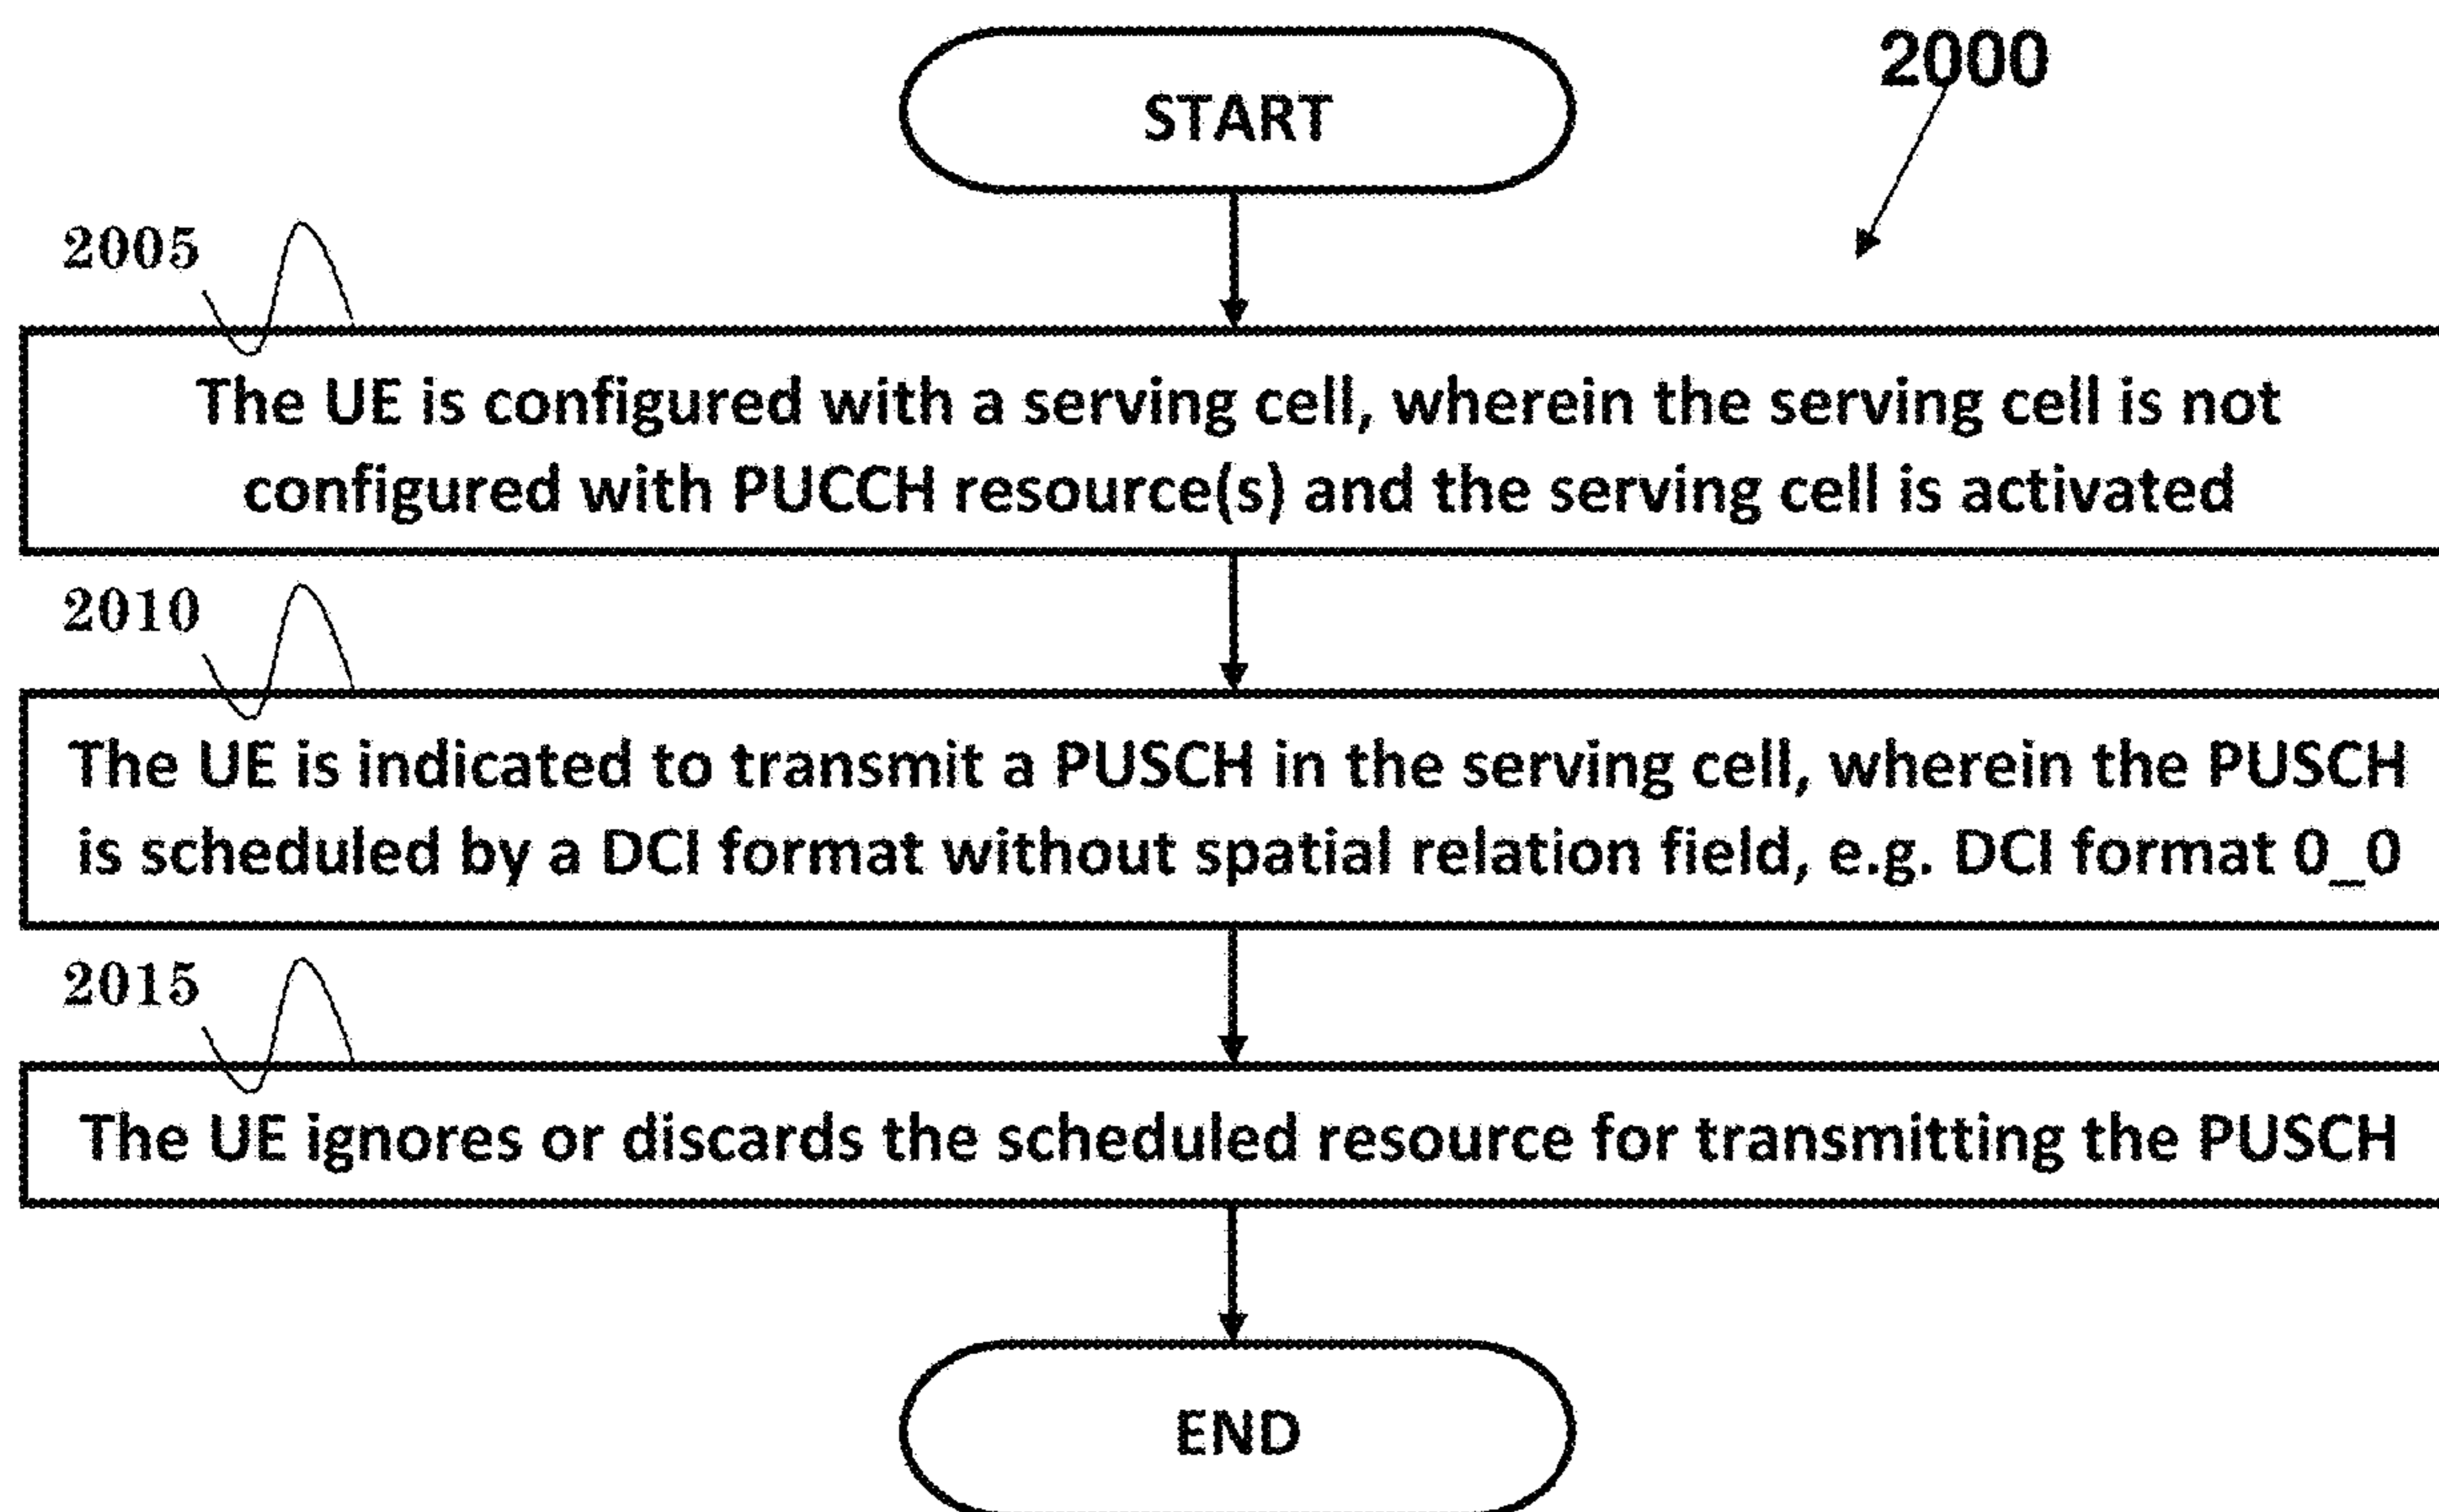 START
2000
2005
The UE is configured with a serving cell, wherein the serving cell is not
configured with PUCCH resource(s) and the serving cell is activated
2010
The UE is indicated to transmit a PUSCH in the serving cell, wherein the PUSCH
is scheduled by a DCI format without spatial relation field, e.g. DCI format 0_0
2015
The UE ignores or discards the scheduled resource for transmitting the PUSCH
END